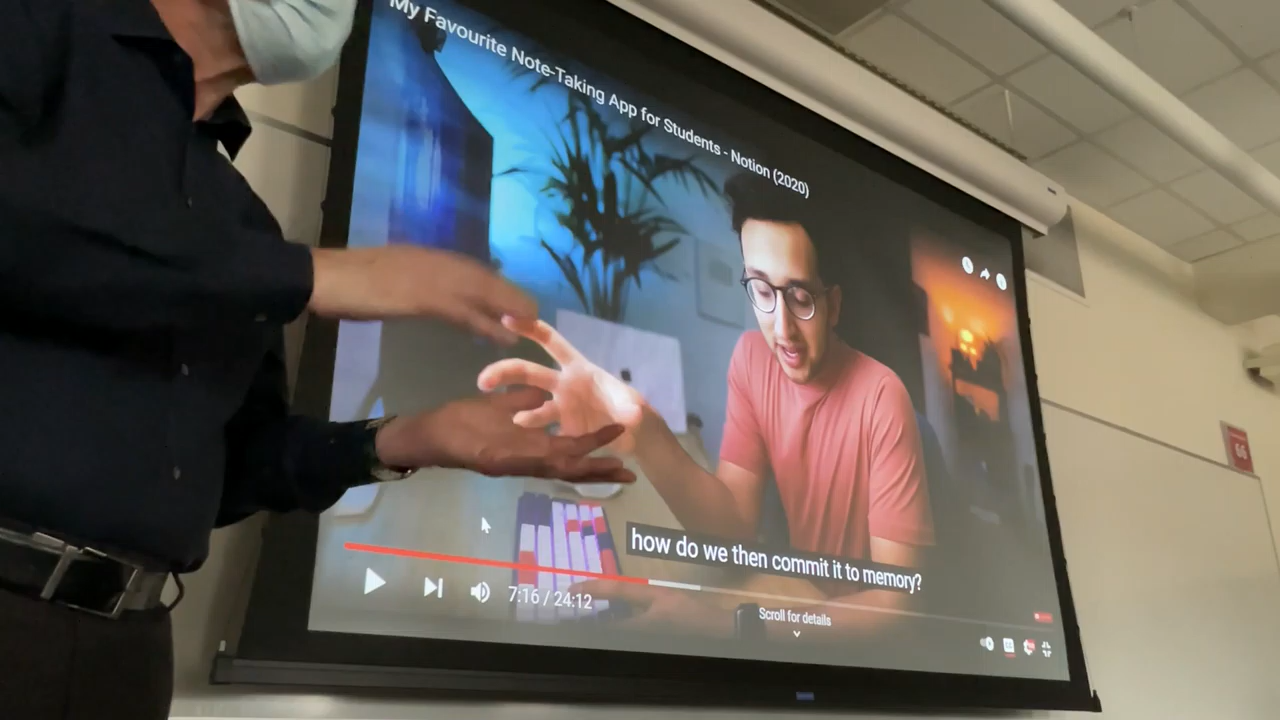 My Favourite Note-Taking App for Students - Notion (2020)
how do we then commit it to memory?
7:16 / 24:12
Scroll for details